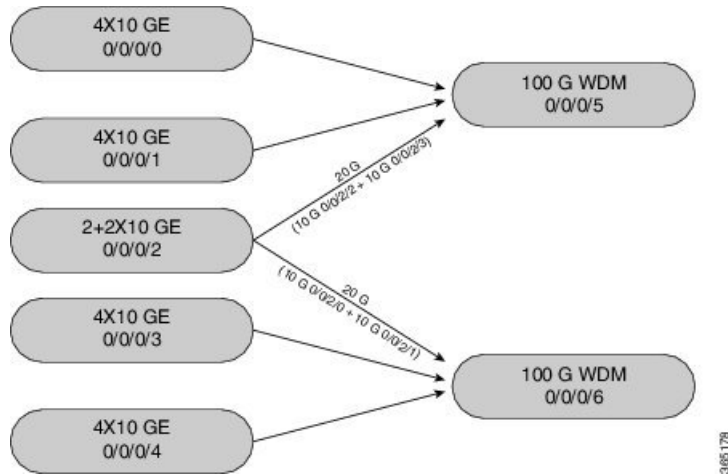 4X10 GE
0/0/0/0
100 G WDM
0/0/0/5
4X10 GE
0/0/0/1
20 G
(10 G 0/0/2/2 + 10 G 0/0/2/3)
2+2X10 GE
0/0/0/2
20 G
(10 G 0/0/2/0 + 10 G 0/0/2/1)
4X10 GE
0/0/0/3
100 G WDM
0/0/0/6
4X10 GE
0/0/0/4
365178